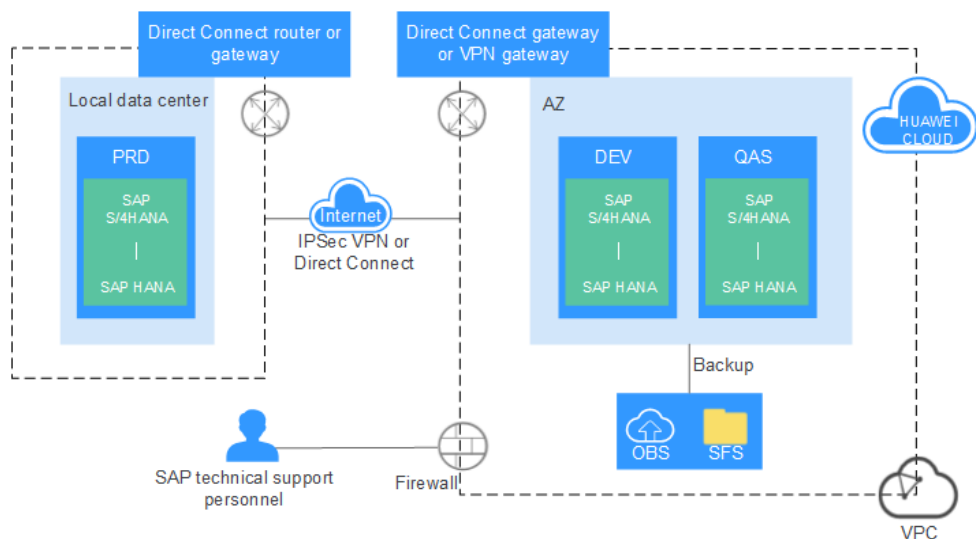 Direct Connect router or
gateway
Direct Connect gateway
or VPN gateway
Local data center
AZ
HUAWEI
CLOUD
PRD
SAP
S/4HANA
SAP HANA
DEV
SAP
S/4HANA
SAP HANA
QAS
SAP
S/4HANA
SAP HANA
Internet
IPSec VPN or
Direct Connect
Backup
OBS
SFS
SAP technical support
personnel
Firewall
VPC